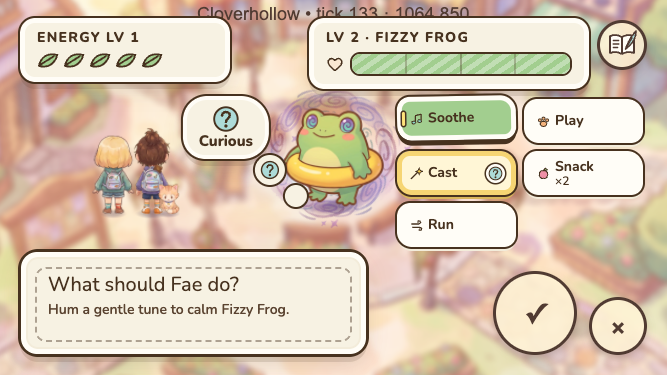 Cloverhollow • tick 133 · 1064,850
ENERGY LV 1
LV 2 · FIZZY FROG
? Curious
?
Soothe
Play
Cast ?
Snack ×2
Run
What should Fae do?
Hum a gentle tune to calm Fizzy Frog.